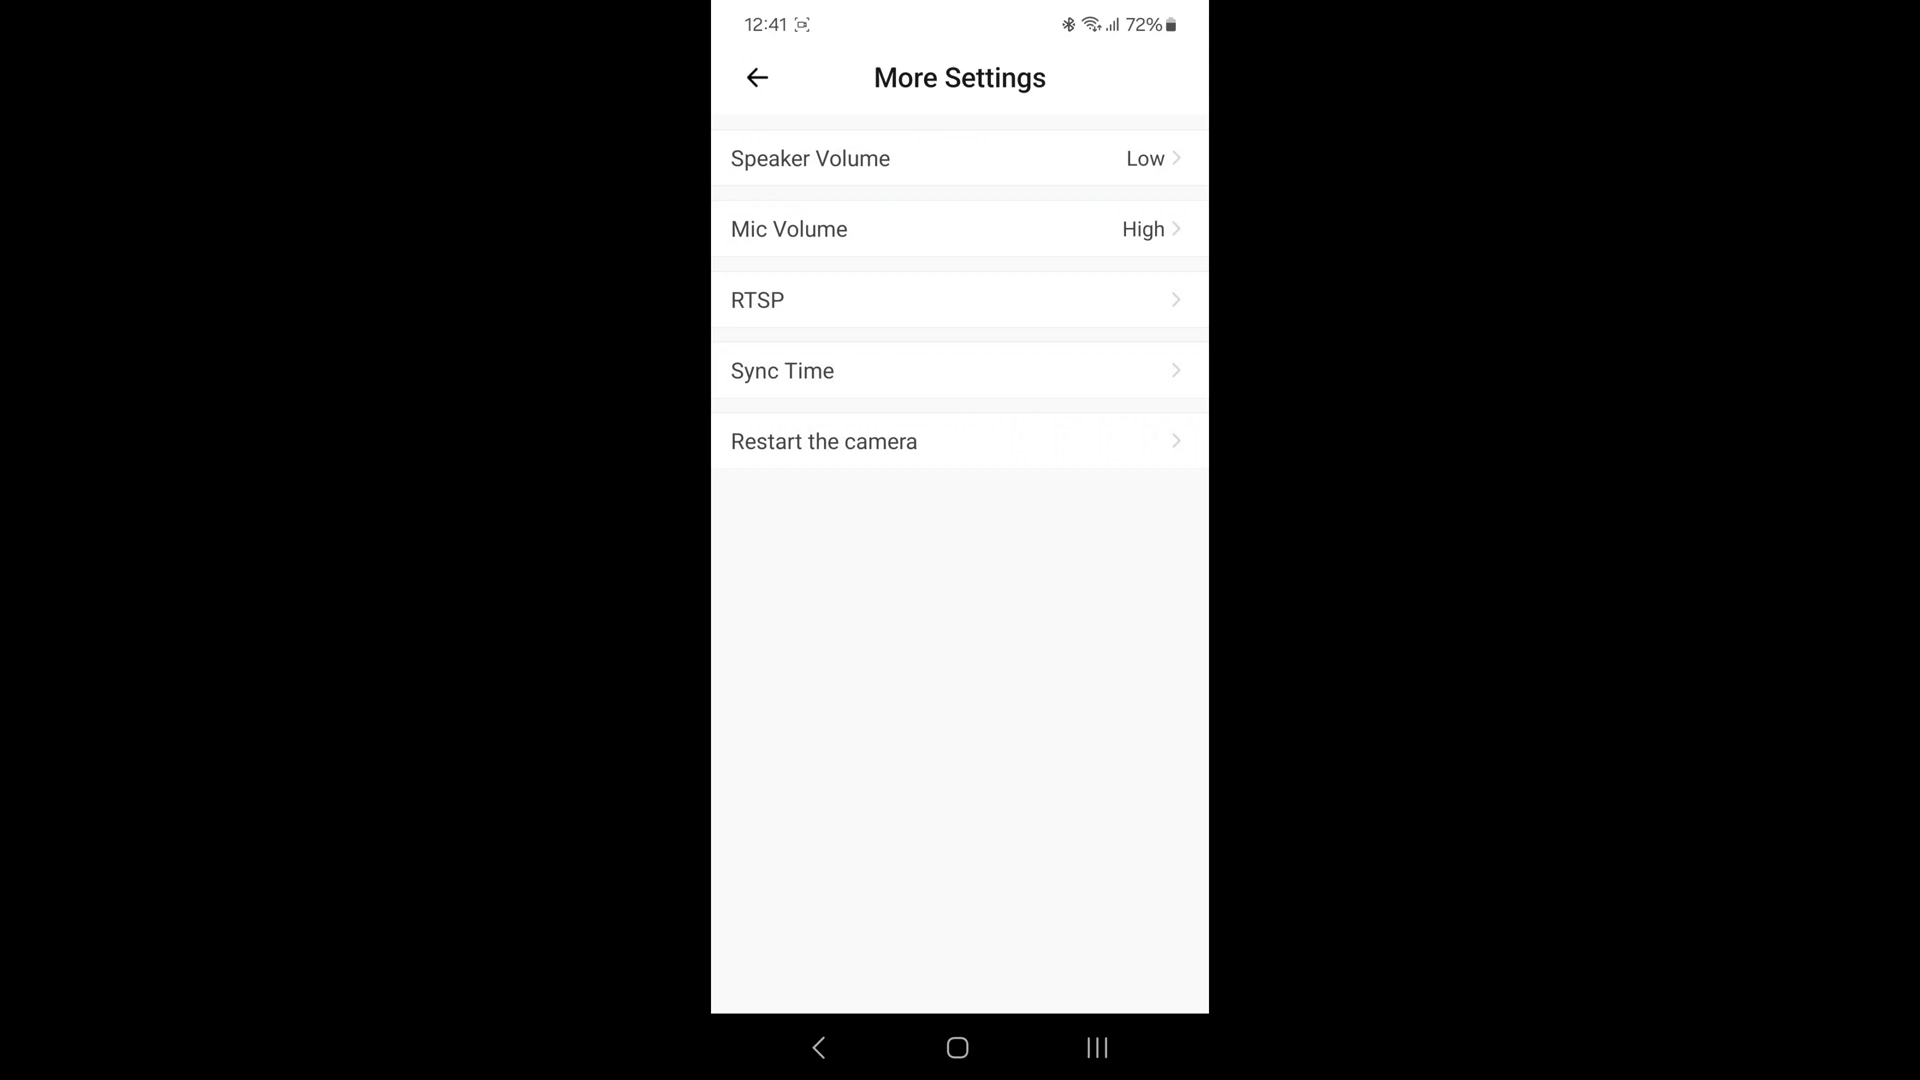 12:41 72%
More Settings
Speaker Volume Low
Mic Volume High
RTSP
Sync Time
Restart the camera